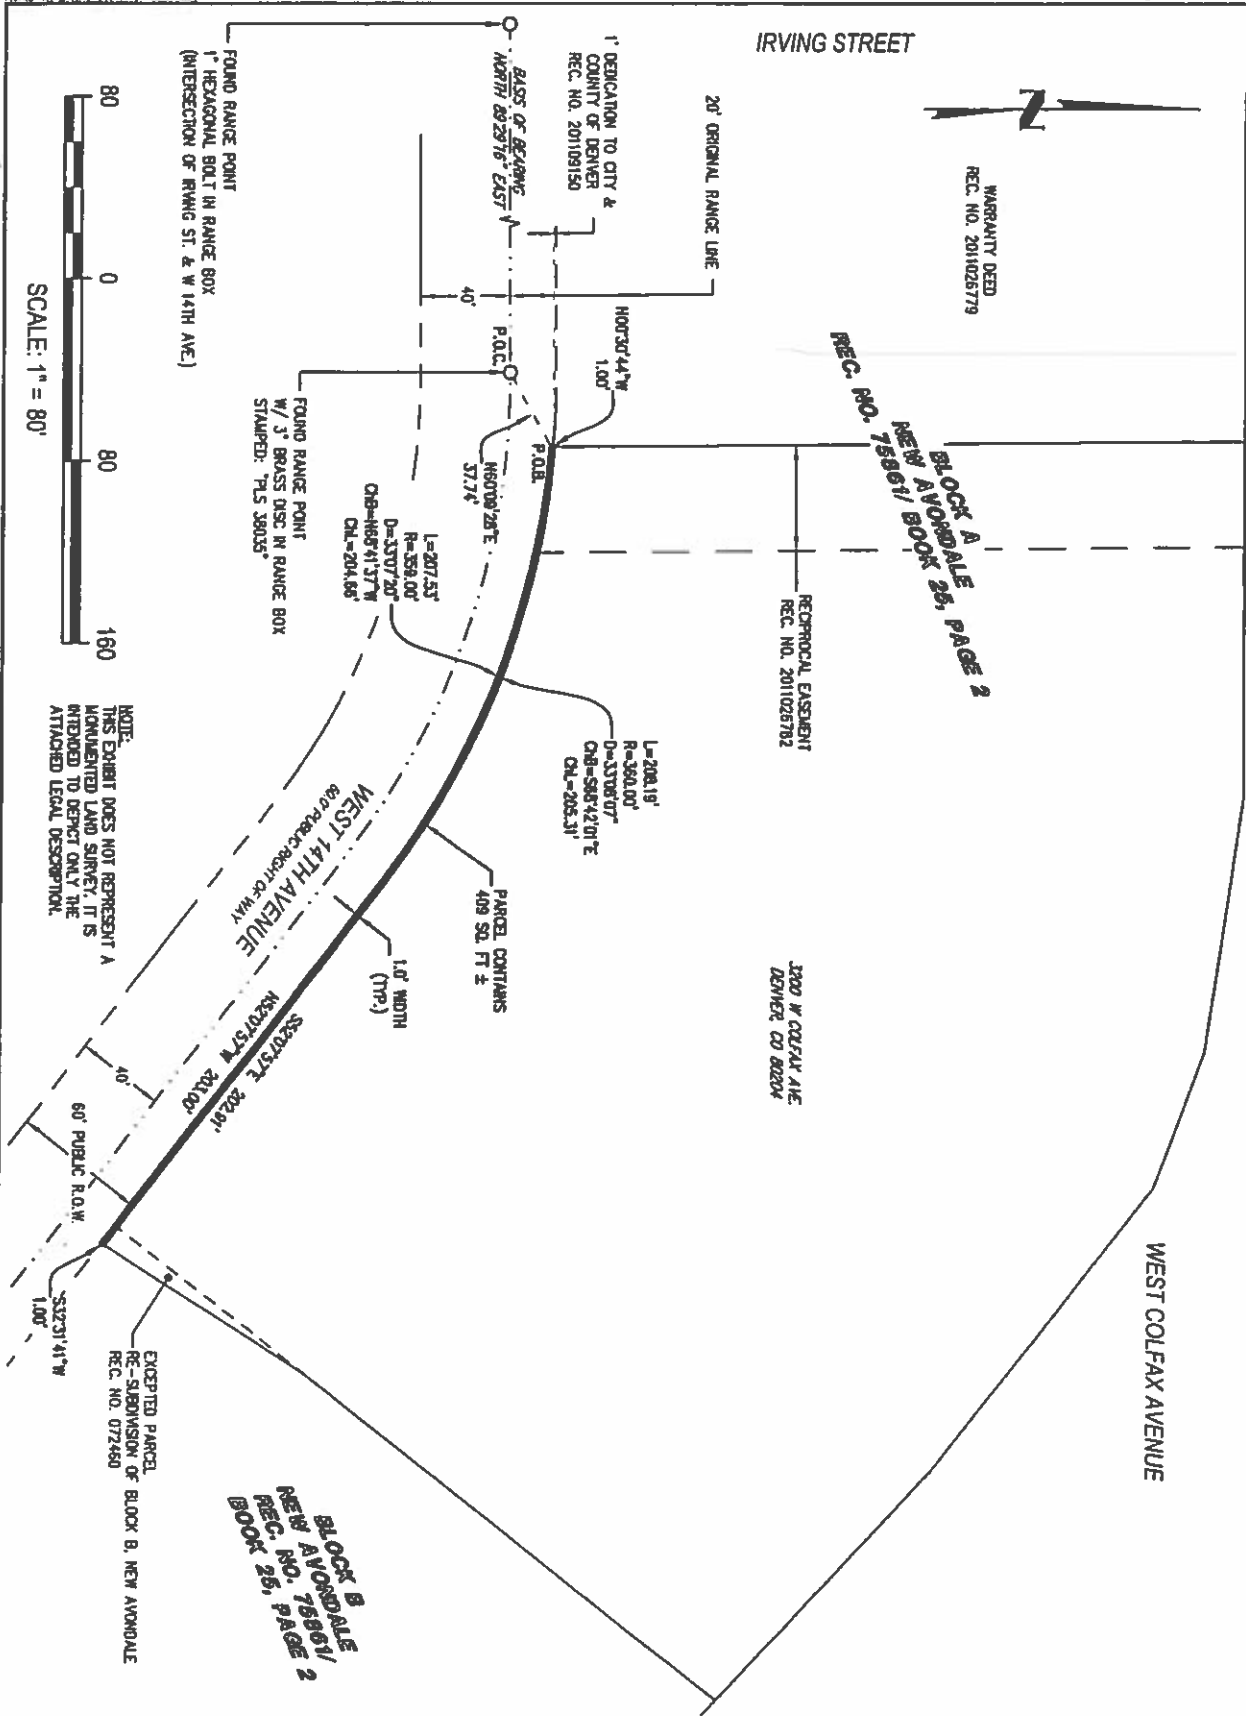 IRVING STREET
N
WARRANTY DEED
REC. NO. 2011026779
20' ORIGINAL RANGE LINE
1' DEDICATION TO CITY &
COUNTY OF DENVER
REC. NO. 201109150
BASIS OF BEARING
NORTH 89°29'16" EAST
FOUND RANGE POINT
1" HEXAGONAL BOLT IN RANGE BOX
(INTERSECTION OF IRVING ST. & W 14TH AVE.)
BLOCK A
NEW AVONDALE
REC. NO. 75861/ BOOK 25, PAGE 2
N00°30'44"W
1.00'
40'
P.O.C.
P.O.B.
N60°09'28"E
37.74'
FOUND RANGE POINT
W/ 3" BRASS DISC IN RANGE BOX
STAMPED: "PLS 38035"
RECIPROCAL EASEMENT
REC. NO. 2011026782
L=207.53'
R=359.00'
D=33°07'20"
ChB=N68°41'37"W
ChL=204.66'
L=208.19'
R=360.00'
D=33°08'07"
ChB=S68°42'01"E
ChL=205.31'
WEST COLFAX AVENUE
3200 W COLFAX AVE.
DENVER, CO 80204
PARCEL CONTAINS
409 SQ. FT ±
1.0' WIDTH
(TYP.)
WEST 14TH AVENUE
60.0' PUBLIC RIGHT OF WAY
S52°07'57"E 202.91'
N52°07'57"W 203.00'
40'
60' PUBLIC R.O.W.
S32°31'41"W
1.00'
EXCEPTED PARCEL
RE-SUBDIVISION OF BLOCK B, NEW AVONDALE
REC. NO. 072460
BLOCK B
NEW AVONDALE
REC. NO. 75861/
BOOK 25, PAGE 2
80 0 80 160
SCALE: 1" = 80'
NOTE:
THIS EXHIBIT DOES NOT REPRESENT A
MONUMENTED LAND SURVEY. IT IS
INTENDED TO DEPICT ONLY THE
ATTACHED LEGAL DESCRIPTION.